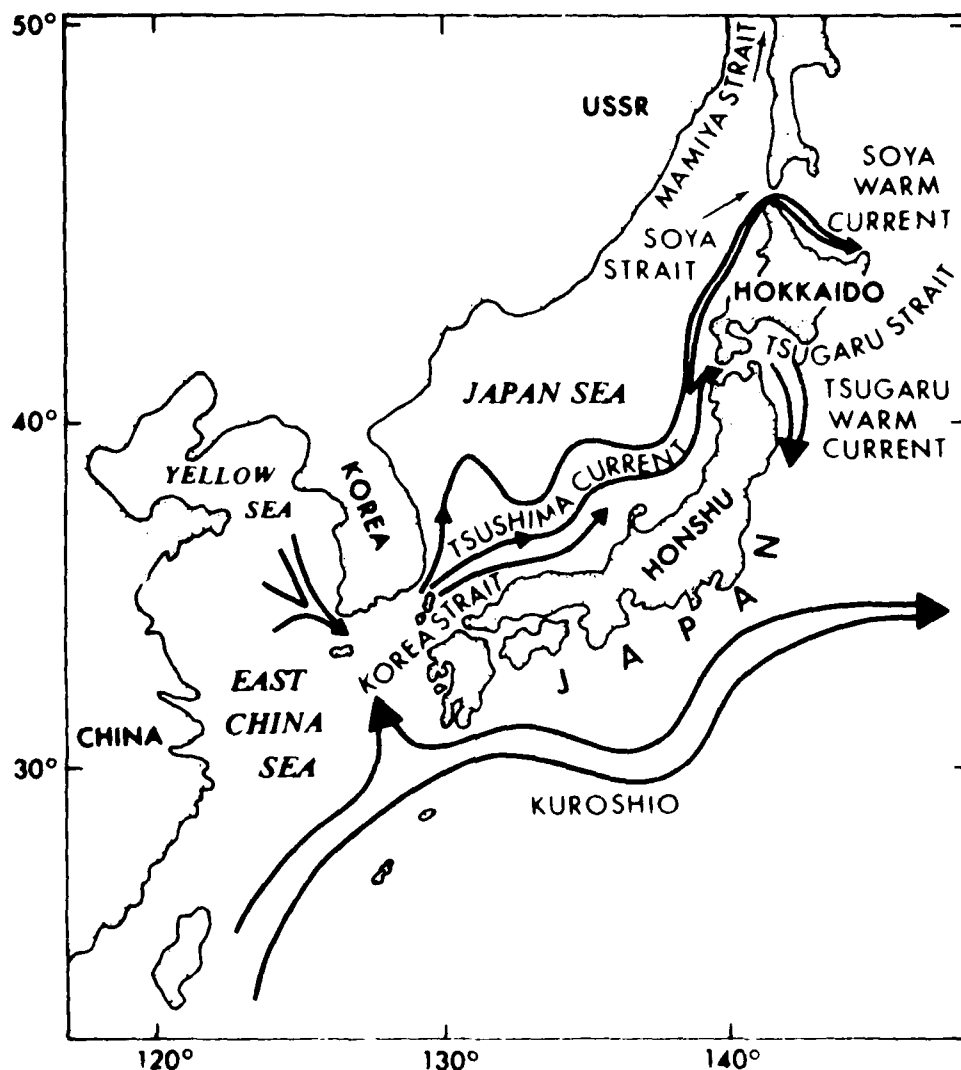 50°
USSR
MAMIYA STRAIT
SOYA
WARM
CURRENT
SOYA
STRAIT
HOKKAIDO
TSUGARU STRAIT
JAPAN SEA
TSUGARU
WARM
CURRENT
40°
YELLOW
SEA
KOREA
TSUSHIMA CURRENT
HONSHU
KOREA STRAIT
JAPAN
EAST
CHINA
SEA
CHINA
30°
KUROSHIO
120°
130°
140°